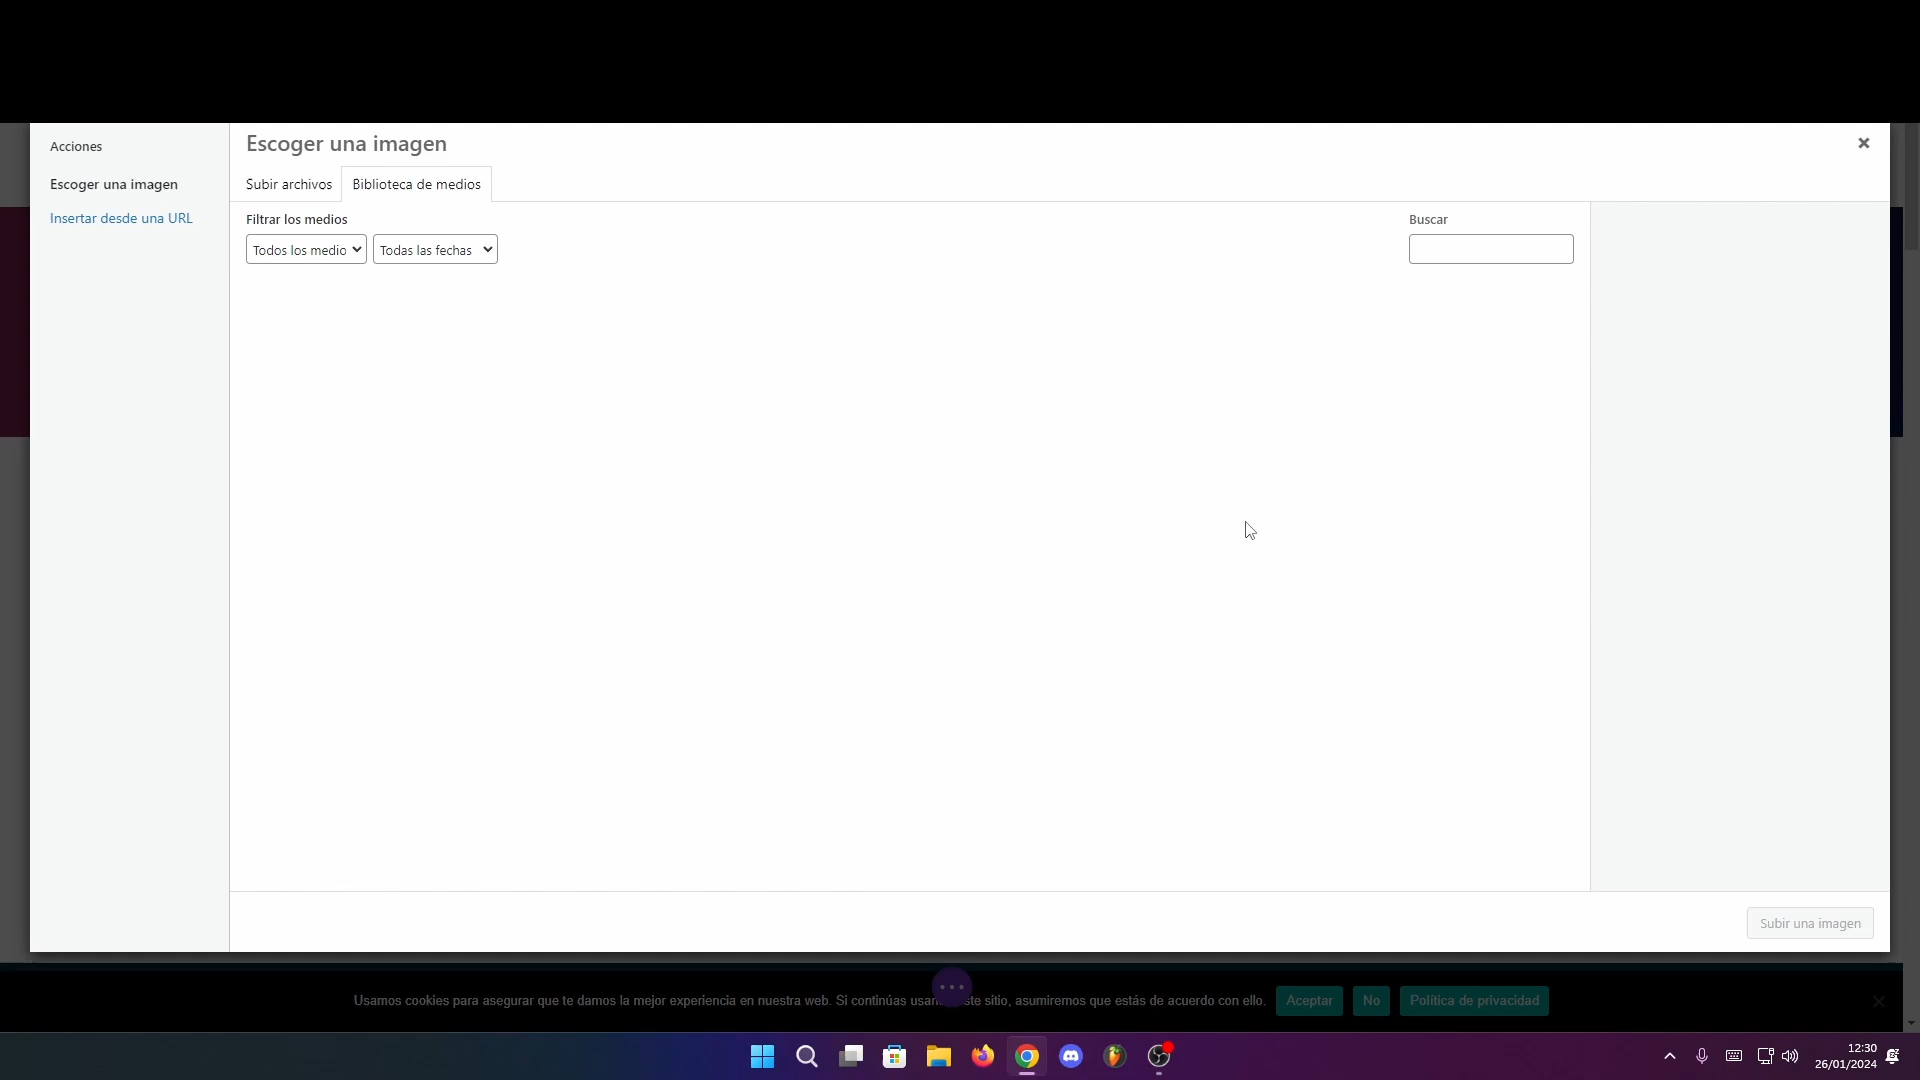 Acciones
Escoger una imagen
Insertar desde una URL
Escoger una imagen
Subir archivos
Biblioteca de medios
Filtrar los medios
Todos los medio
Todas las fechas
Buscar
Subir una imagen
Usamos cookies para asegurar que te damos la mejor experiencia en nuestra web. Si continúas usan ste sitio, asumiremos que estás de acuerdo con ello.
Aceptar
No
Política de privacidad
12:30
26/01/2024